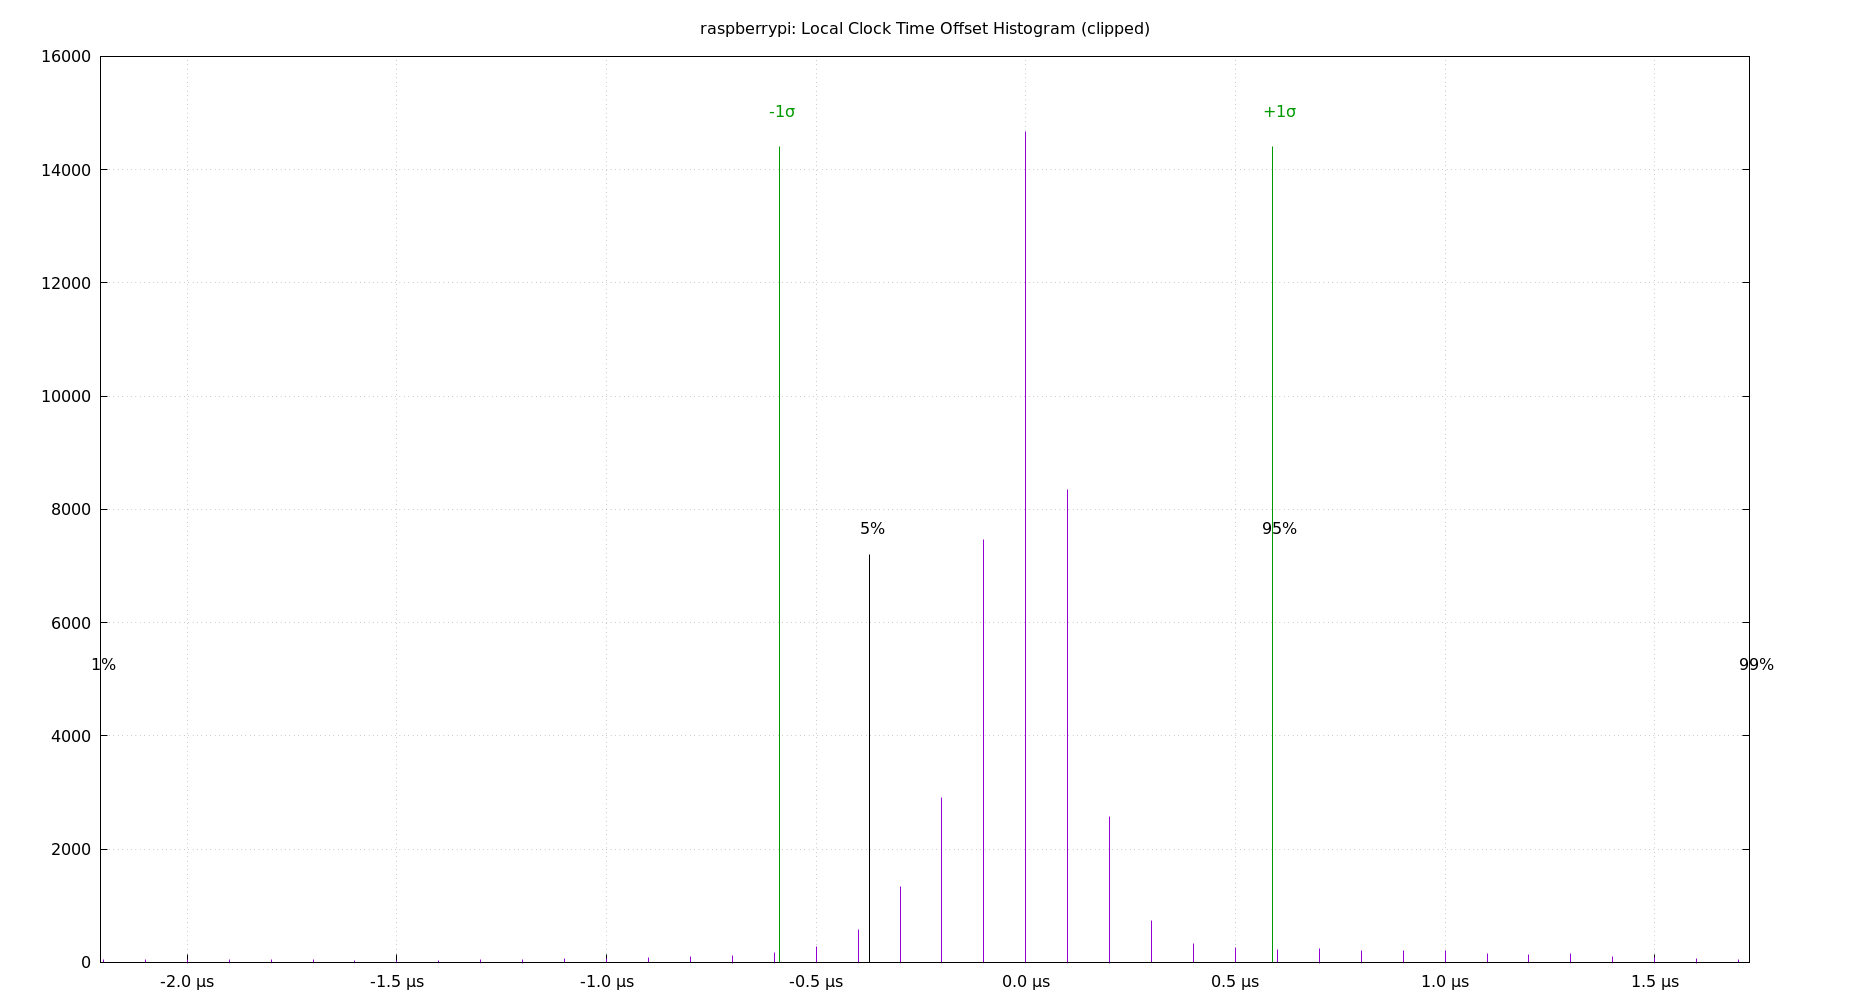 raspberrypi: Local Clock Time Offset Histogram (clipped)
16000
-1σ
+1σ
14000
12000
10000
8000
5%
95%
6000
1%
99%
4000
2000
0
-2.0 μs
-1.5 μs
-1.0 μs
-0.5 μs
0.0 μs
0.5 μs
1.0 μs
1.5 μs